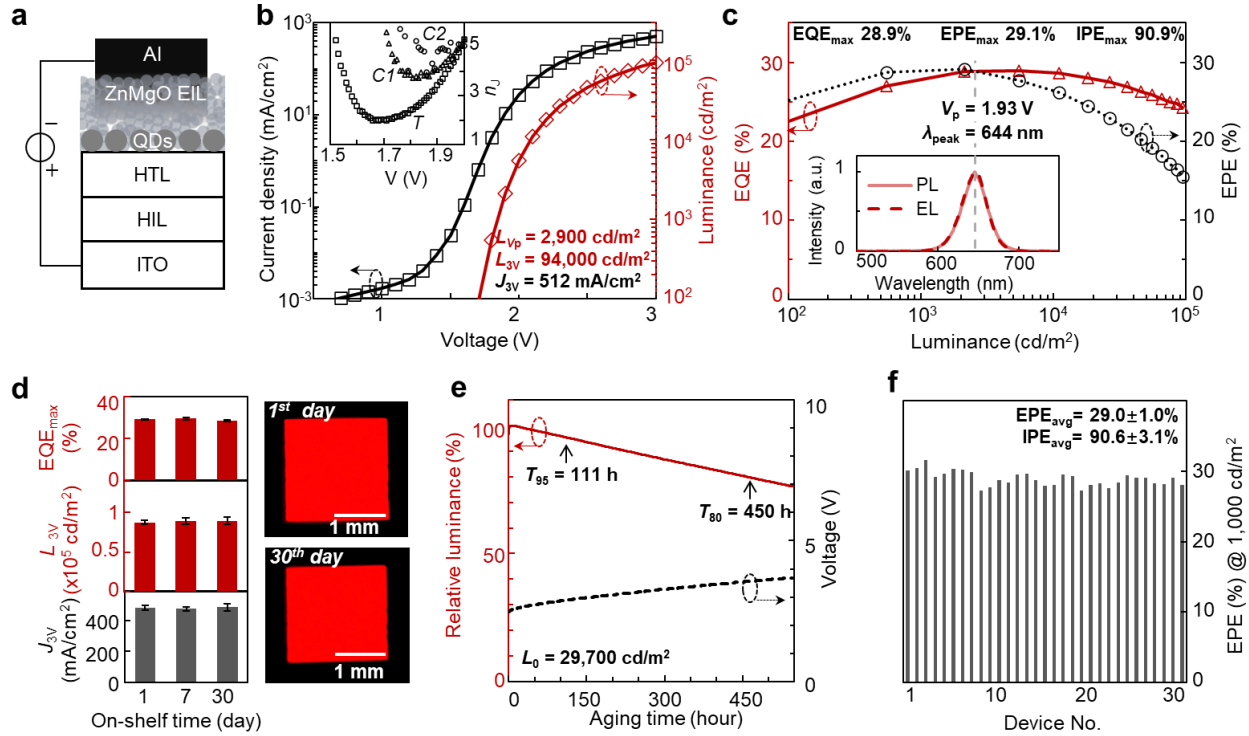 a
Al
ZnMgO EIL
QDs
HTL
HIL
ITO
−
+
b
Current density (mA/cm²)
10³
10¹
10⁻¹
10⁻³
C2
C1
T
5
3
1
n_J
1.5
1.7
1.9
V (V)
L_Vp = 2,900 cd/m²
L_3V = 94,000 cd/m²
J_3V = 512 mA/cm²
10⁵
10⁴
10³
10²
Luminance (cd/m²)
1
2
3
Voltage (V)
c
EQE_max 28.9% EPE_max 29.1% IPE_max 90.9%
V_p = 1.93 V
λ_peak = 644 nm
EQE (%)
30
20
10
0
Intensity (a.u.)
1
0
PL
EL
500 600 700
Wavelength (nm)
30
20
10
0
EPE (%)
10² 10³ 10⁴ 10⁵
Luminance (cd/m²)
d
EQE_max
(%)
40
20
0
L_3V
(x10⁵ cd/m²)
1
0.5
0
J_3V
(mA/cm²)
400
200
0
1 7 30
On-shelf time (day)
1st day
1 mm
30th day
1 mm
e
Relative luminance (%)
100
50
0
T₉₅ = 111 h
T₈₀ = 450 h
L₀ = 29,700 cd/m²
10
5
0
Voltage (V)
0 150 300 450
Aging time (hour)
f
EPE_avg= 29.0±1.0%
IPE_avg= 90.6±3.1%
30
20
10
0
EPE (%) @ 1,000 cd/m²
1 10 20 30
Device No.